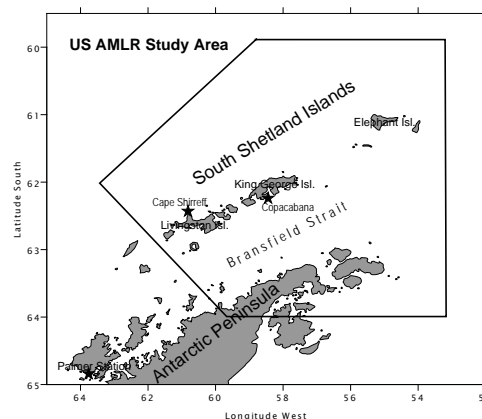 US AMLR Study Area
60
61
62
63
64
65
Latitude South
South Shetland Islands
Elephant Isl.
King George Isl.
Cape Shirreff
Copacabana
Livingston Isl.
Bransfield Strait
Antarctic Peninsula
Palmer Station
64
62
60
58
56
54
5
Longitude West